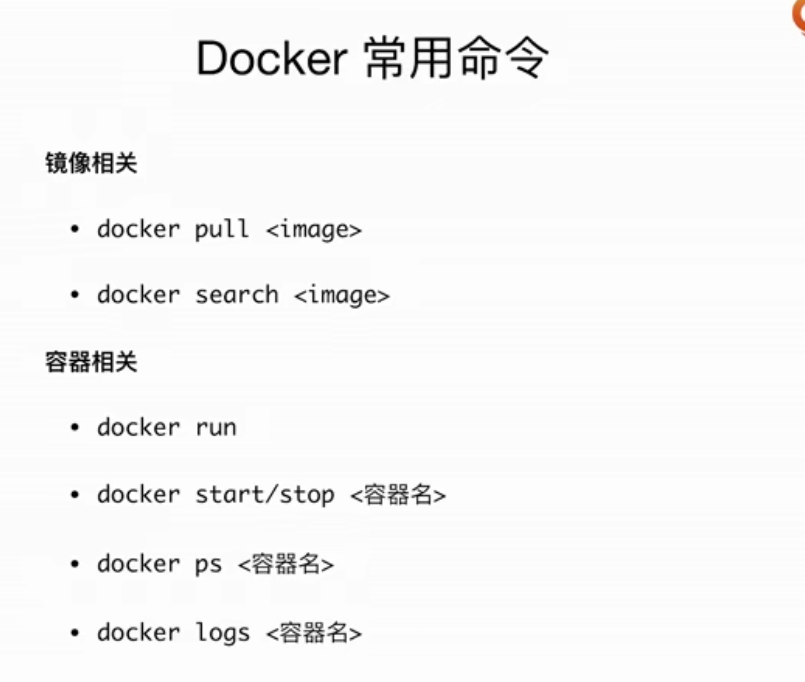 Docker 常用命令
镜像相关
• docker pull <image>
• docker search <image>
容器相关
• docker run
• docker start/stop <容器名>
• docker ps <容器名>
• docker logs <容器名>